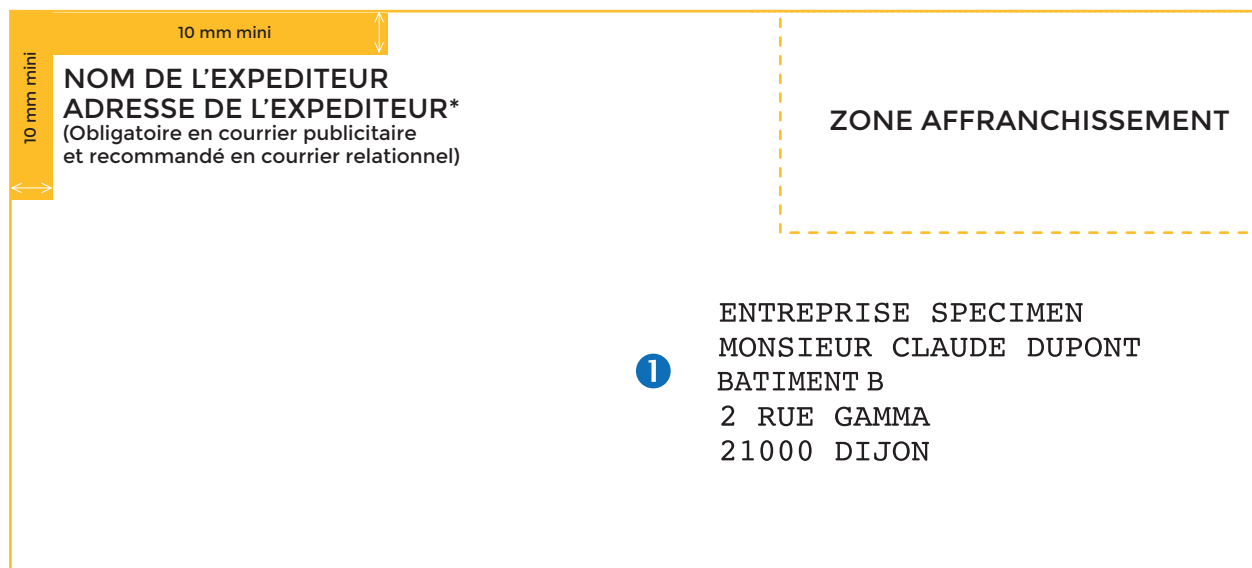 10 mm mini
10 mm mini
NOM DE L’EXPEDITEUR
ADRESSE DE L’EXPEDITEUR*
(Obligatoire en courrier publicitaire
et recommandé en courrier relationnel)
ZONE AFFRANCHISSEMENT
1
ENTREPRISE SPECIMEN
MONSIEUR CLAUDE DUPONT
BATIMENT B
2 RUE GAMMA
21000 DIJON